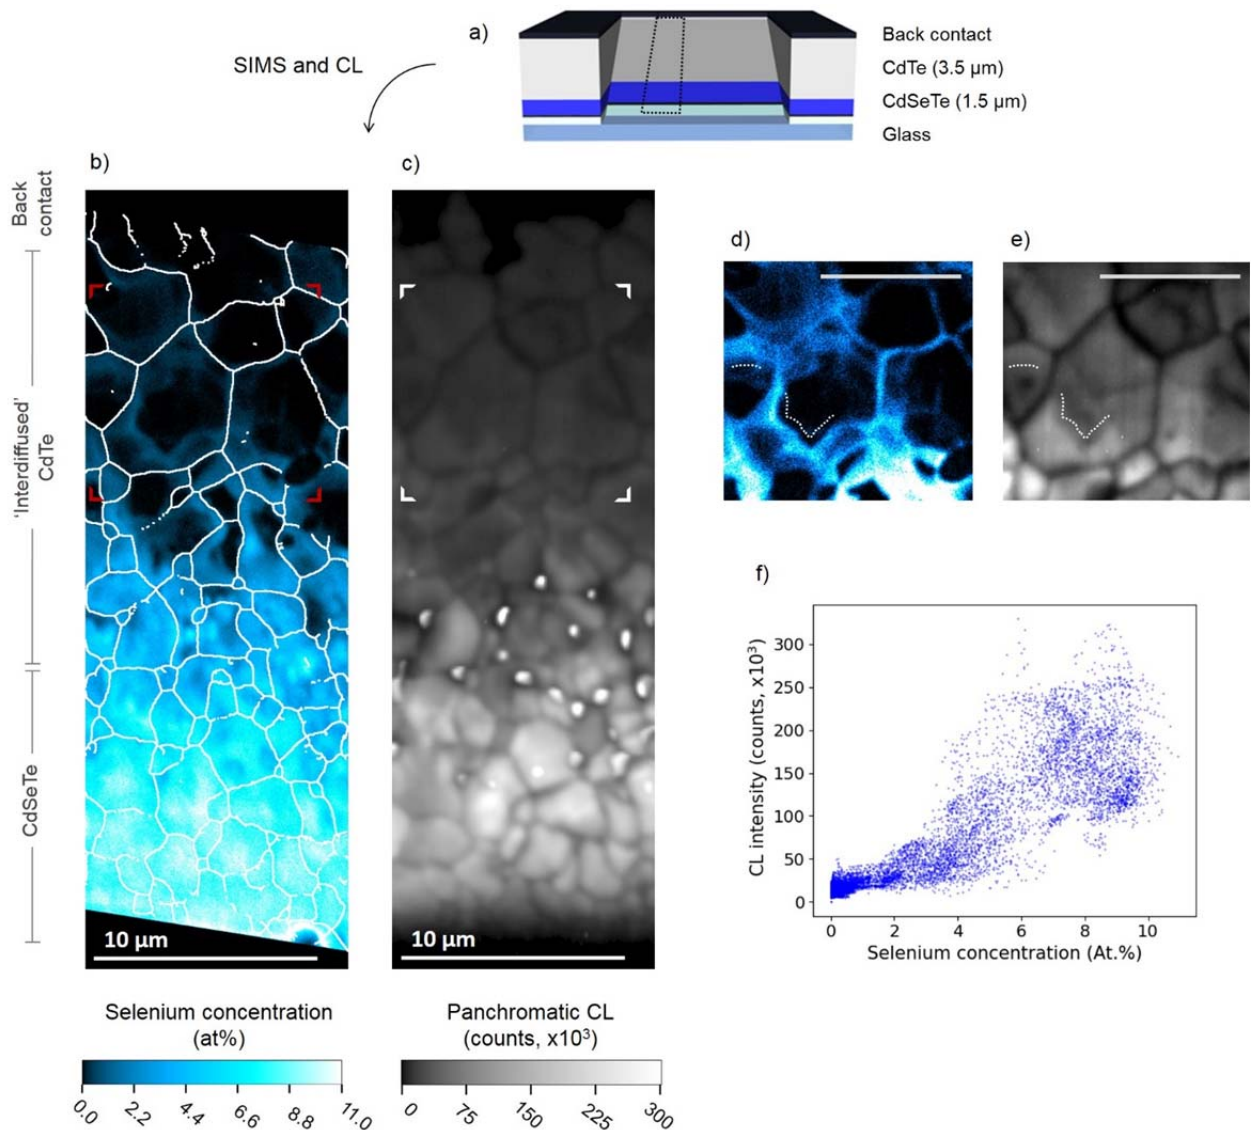 a)
Back contact
CdTe (3.5 µm)
CdSeTe (1.5 µm)
Glass
SIMS and CL
b)
c)
Back
contact
'Interdiffused'
CdTe
CdSeTe
10 µm
10 µm
d)
e)
f)
CL intensity (counts, x10³)
300
250
200
150
100
50
0
0 2 4 6 8 10
Selenium concentration (At.%)
Selenium concentration
(at%)
0.0 2.2 4.4 6.6 8.8 11.0
Panchromatic CL
(counts, x10³)
0 75 150 225 300